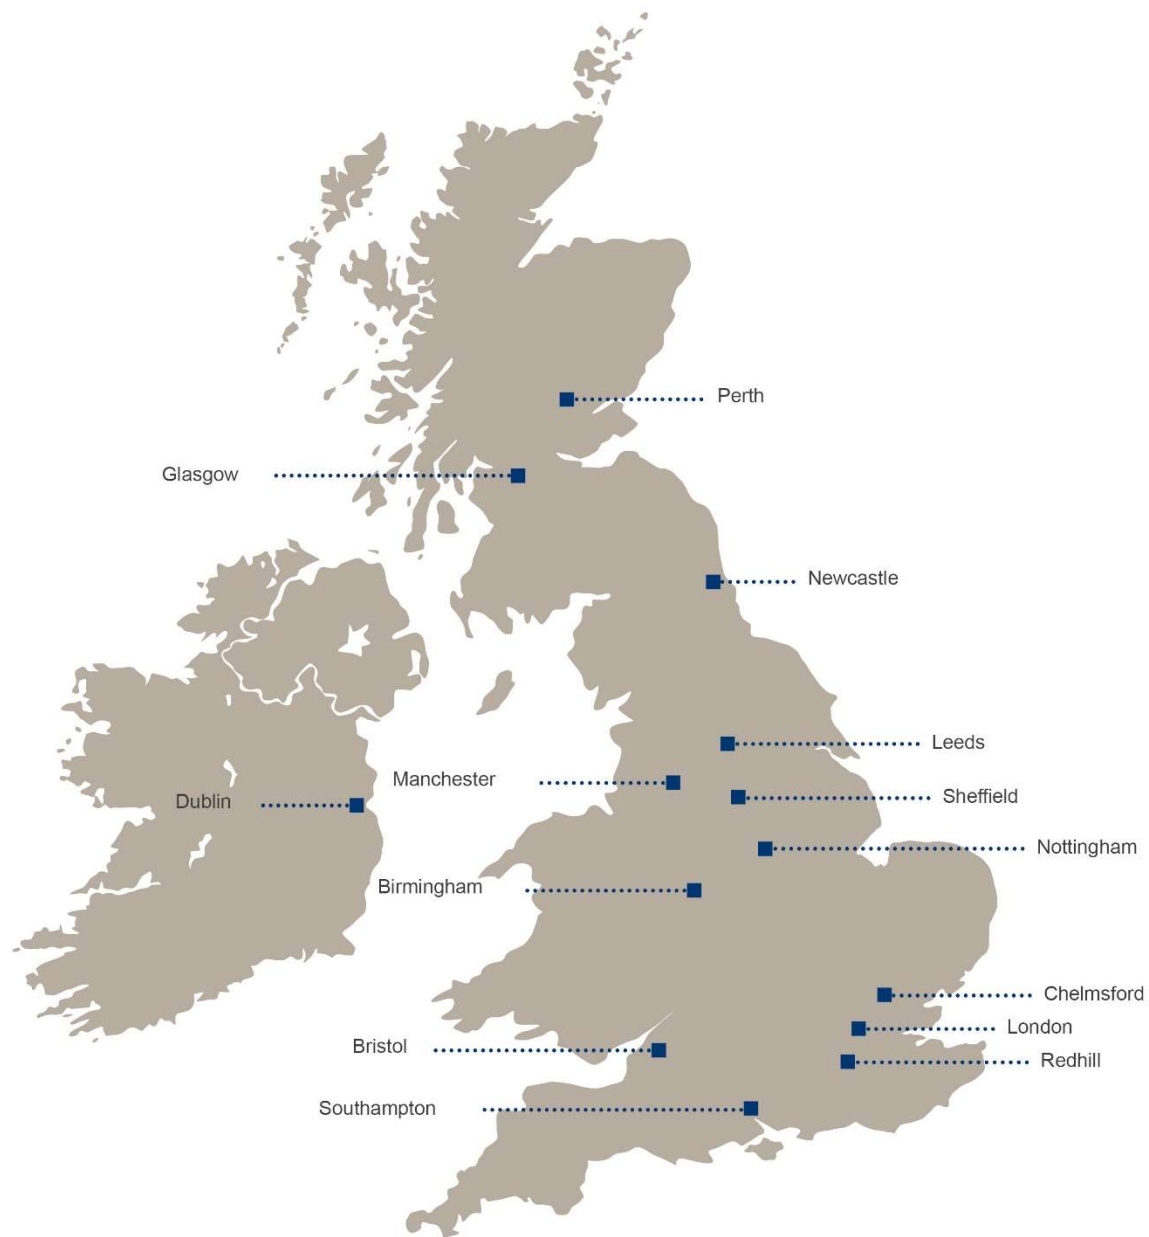 Perth
Glasgow
Newcastle
Leeds
Manchester
Sheffield
Dublin
Nottingham
Birmingham
Chelmsford
London
Bristol
Redhill
Southampton